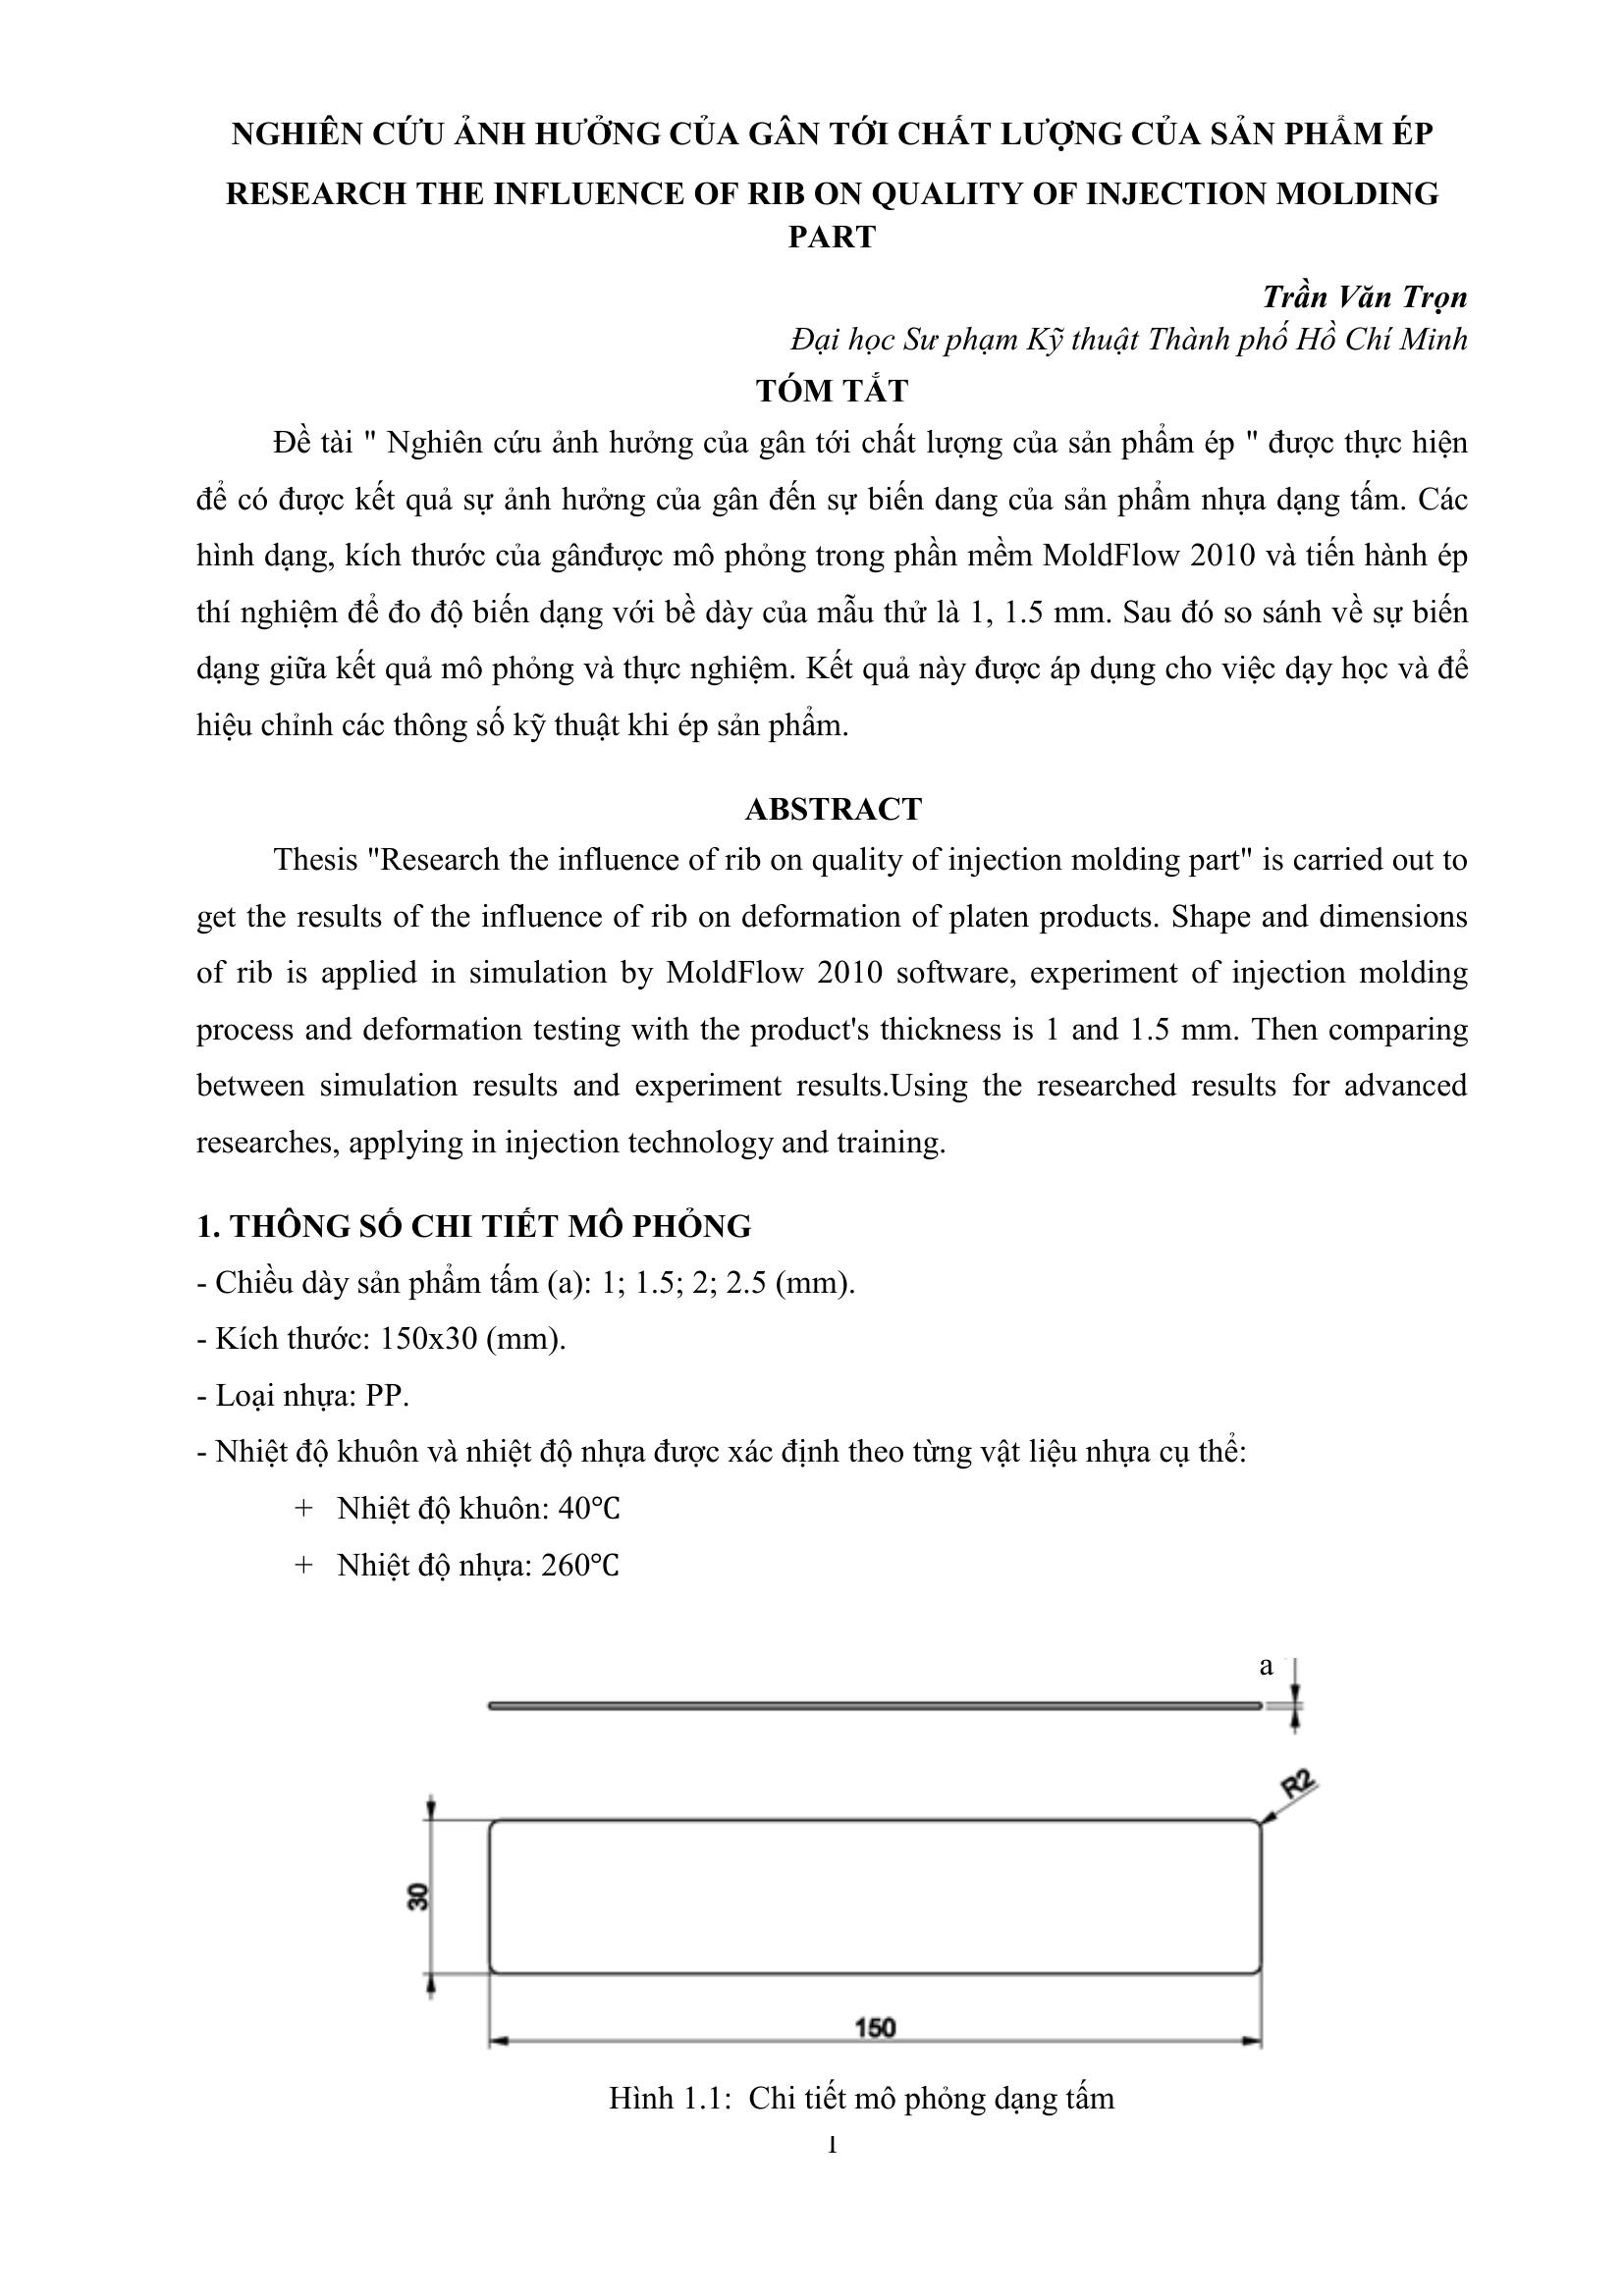 NGHIÊN CỨU ẢNH HƯỞNG CỦA GÂN TỚI CHẤT LƯỢNG CỦA SẢN PHẨM ÉP
RESEARCH THE INFLUENCE OF RIB ON QUALITY OF INJECTION MOLDING
PART
Trần Văn Trọn
Đại học Sư phạm Kỹ thuật Thành phố Hồ Chí Minh
TÓM TẮT
Đề tài " Nghiên cứu ảnh hưởng của gân tới chất lượng của sản phẩm ép " được thực hiện
để có được kết quả sự ảnh hưởng của gân đến sự biến dang của sản phẩm nhựa dạng tấm. Các
hình dạng, kích thước của gânđược mô phỏng trong phần mềm MoldFlow 2010 và tiến hành ép
thí nghiệm để đo độ biến dạng với bề dày của mẫu thử là 1, 1.5 mm. Sau đó so sánh về sự biến
dạng giữa kết quả mô phỏng và thực nghiệm. Kết quả này được áp dụng cho việc dạy học và để
hiệu chỉnh các thông số kỹ thuật khi ép sản phẩm.
ABSTRACT
Thesis "Research the influence of rib on quality of injection molding part" is carried out to
get the results of the influence of rib on deformation of platen products. Shape and dimensions
of rib is applied in simulation by MoldFlow 2010 software, experiment of injection molding
process and deformation testing with the product's thickness is 1 and 1.5 mm. Then comparing
between simulation results and experiment results.Using the researched results for advanced
researches, applying in injection technology and training.
1. THÔNG SỐ CHI TIẾT MÔ PHỎNG
- Chiều dày sản phẩm tấm (a): 1; 1.5; 2; 2.5 (mm).
- Kích thước: 150x30 (mm).
- Loại nhựa: PP.
- Nhiệt độ khuôn và nhiệt độ nhựa được xác định theo từng vật liệu nhựa cụ thể:
+ Nhiệt độ khuôn: 40℃
+ Nhiệt độ nhựa: 260℃
a
R2
30
150
Hình 1.1: Chi tiết mô phỏng dạng tấm
1